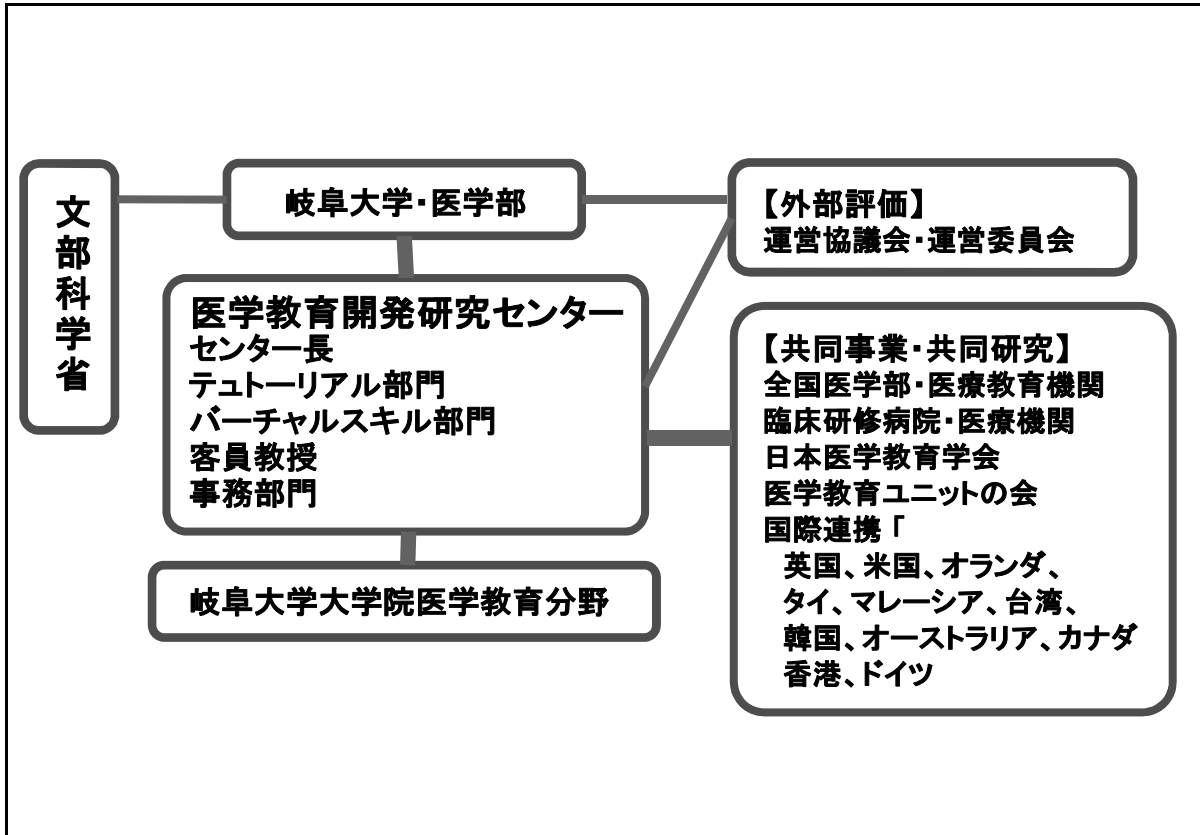 文部科学省
岐阜大学・医学部
【外部評価】
運営協議会・運営委員会
医学教育開発研究センター
センター長
テュトーリアル部門
バーチャルスキル部門
客員教授
事務部門
【共同事業・共同研究】
全国医学部・医療教育機関
臨床研修病院・医療機関
日本医学教育学会
医学教育ユニットの会
国際連携「
英国、米国、オランダ、
タイ、マレーシア、台湾、
韓国、オーストラリア、カナダ
香港、ドイツ
岐阜大学大学院医学教育分野